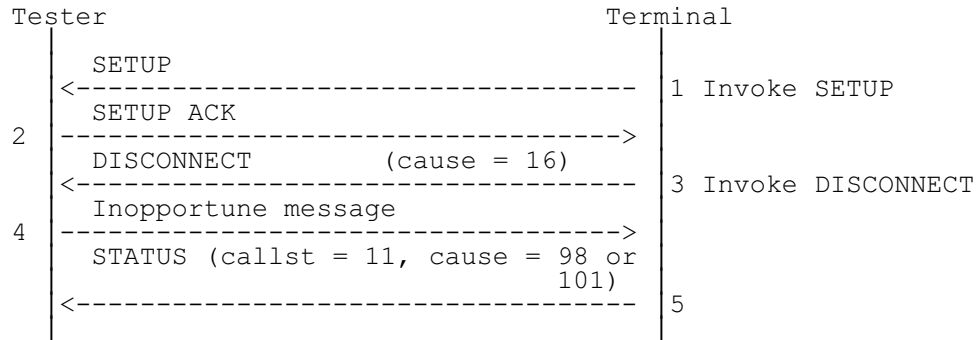 Tester Terminal
SETUP
<----------------------------------- 1 Invoke SETUP
SETUP ACK
2 ----------------------------------->
DISCONNECT (cause = 16)
<----------------------------------- 3 Invoke DISCONNECT
Inopportune message
4 ----------------------------------->
STATUS (callst = 11, cause = 98 or
101)
<----------------------------------- 5